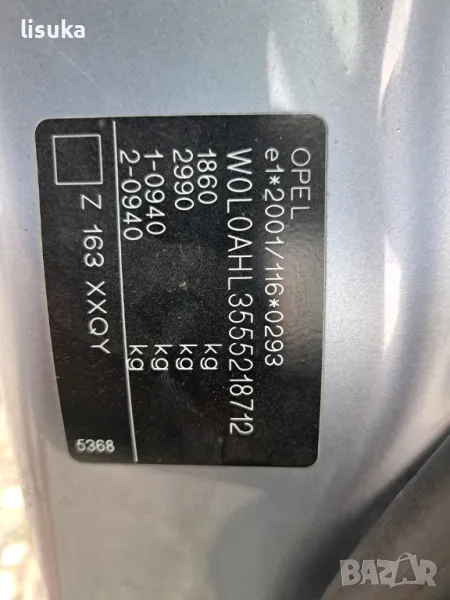 lisuka
OPEL
e1*2001/116*0293
W0L0AHL3555218712
1860 kg
2990 kg
1-0940 kg
2-0940 kg
Z 163 XXQY
5368
BAZAR